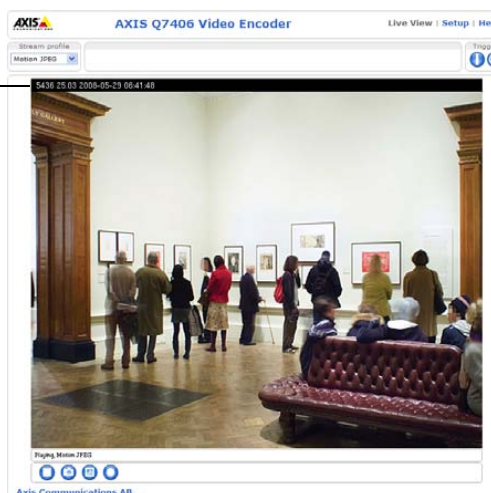 AXIS
COMMUNICATIONS
AXIS Q7406 Video Encoder
Live View | Setup | He
Stream profile
Trigg
Motion JPEG
5436 25.03 2008-05-29 06:41:48
Playing, Motion JPEG
Axis Communications AB